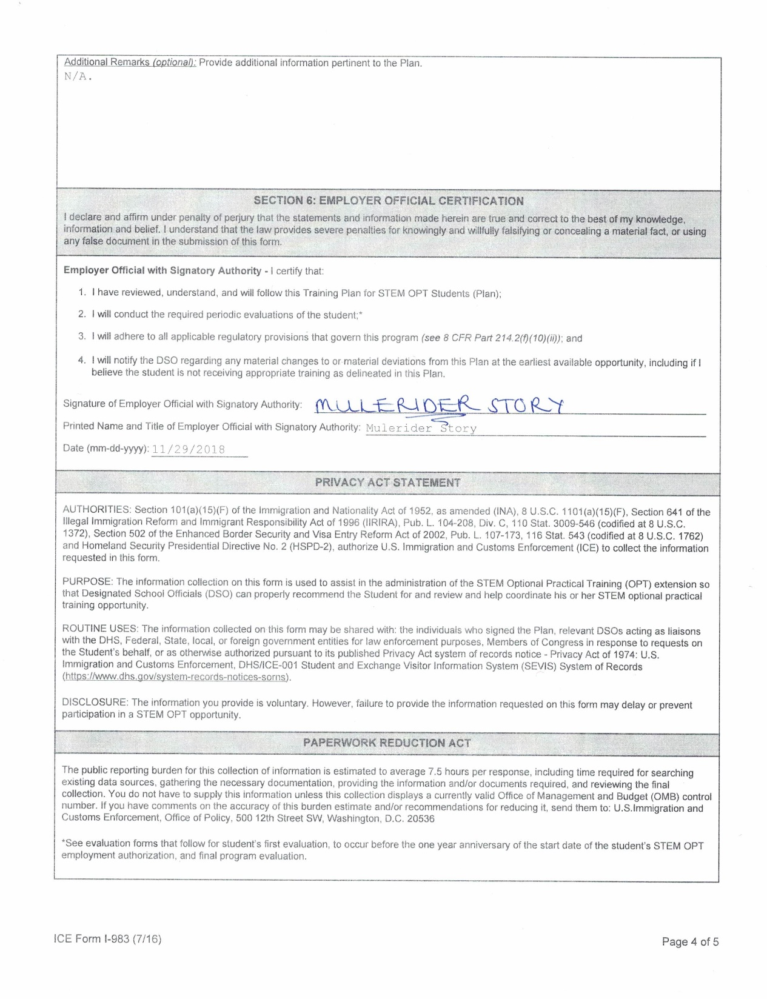 Additional Remarks (optional): Provide additional information pertinent to the Plan.
N/A.
SECTION 6: EMPLOYER OFFICIAL CERTIFICATION
I declare and affirm under penalty of perjury that the statements and information made herein are true and correct to the best of my knowledge,
information and belief. I understand that the law provides severe penalties for knowingly and willfully falsifying or concealing a material fact, or using
any false document in the submission of this form.
Employer Official with Signatory Authority - I certify that:
1. I have reviewed, understand, and will follow this Training Plan for STEM OPT Students (Plan);
2. I will conduct the required periodic evaluations of the student;*
3. I will adhere to all applicable regulatory provisions that govern this program (see 8 CFR Part 214.2(f)(10)(ii)); and
4. I will notify the DSO regarding any material changes to or material deviations from this Plan at the earliest available opportunity, including if I
believe the student is not receiving appropriate training as delineated in this Plan.
Signature of Employer Official with Signatory Authority: MULERIDER STORY
Printed Name and Title of Employer Official with Signatory Authority: Mulerider Story
Date (mm-dd-yyyy): 11/29/2018
PRIVACY ACT STATEMENT
AUTHORITIES: Section 101(a)(15)(F) of the Immigration and Nationality Act of 1952, as amended (INA), 8 U.S.C. 1101(a)(15)(F), Section 641 of the
Illegal Immigration Reform and Immigrant Responsibility Act of 1996 (IIRIRA), Pub. L. 104-208, Div. C, 110 Stat. 3009-546 (codified at 8 U.S.C.
1372), Section 502 of the Enhanced Border Security and Visa Entry Reform Act of 2002, Pub. L. 107-173, 116 Stat. 543 (codified at 8 U.S.C. 1762)
and Homeland Security Presidential Directive No. 2 (HSPD-2), authorize U.S. Immigration and Customs Enforcement (ICE) to collect the information
requested in this form.
PURPOSE: The information collection on this form is used to assist in the administration of the STEM Optional Practical Training (OPT) extension so
that Designated School Officials (DSO) can properly recommend the Student for and review and help coordinate his or her STEM optional practical
training opportunity.
ROUTINE USES: The information collected on this form may be shared with: the individuals who signed the Plan, relevant DSOs acting as liaisons
with the DHS, Federal, State, local, or foreign government entities for law enforcement purposes, Members of Congress in response to requests on
the Student's behalf, or as otherwise authorized pursuant to its published Privacy Act system of records notice - Privacy Act of 1974: U.S.
Immigration and Customs Enforcement, DHS/ICE-001 Student and Exchange Visitor Information System (SEVIS) System of Records
(https://www.dhs.gov/system-records-notices-sorns).
DISCLOSURE: The information you provide is voluntary. However, failure to provide the information requested on this form may delay or prevent
participation in a STEM OPT opportunity.
PAPERWORK REDUCTION ACT
The public reporting burden for this collection of information is estimated to average 7.5 hours per response, including time required for searching
existing data sources, gathering the necessary documentation, providing the information and/or documents required, and reviewing the final
collection. You do not have to supply this information unless this collection displays a currently valid Office of Management and Budget (OMB) control
number. If you have comments on the accuracy of this burden estimate and/or recommendations for reducing it, send them to: U.S.Immigration and
Customs Enforcement, Office of Policy, 500 12th Street SW, Washington, D.C. 20536
*See evaluation forms that follow for student's first evaluation, to occur before the one year anniversary of the start date of the student's STEM OPT
employment authorization, and final program evaluation.
ICE Form I-983 (7/16)
Page 4 of 5